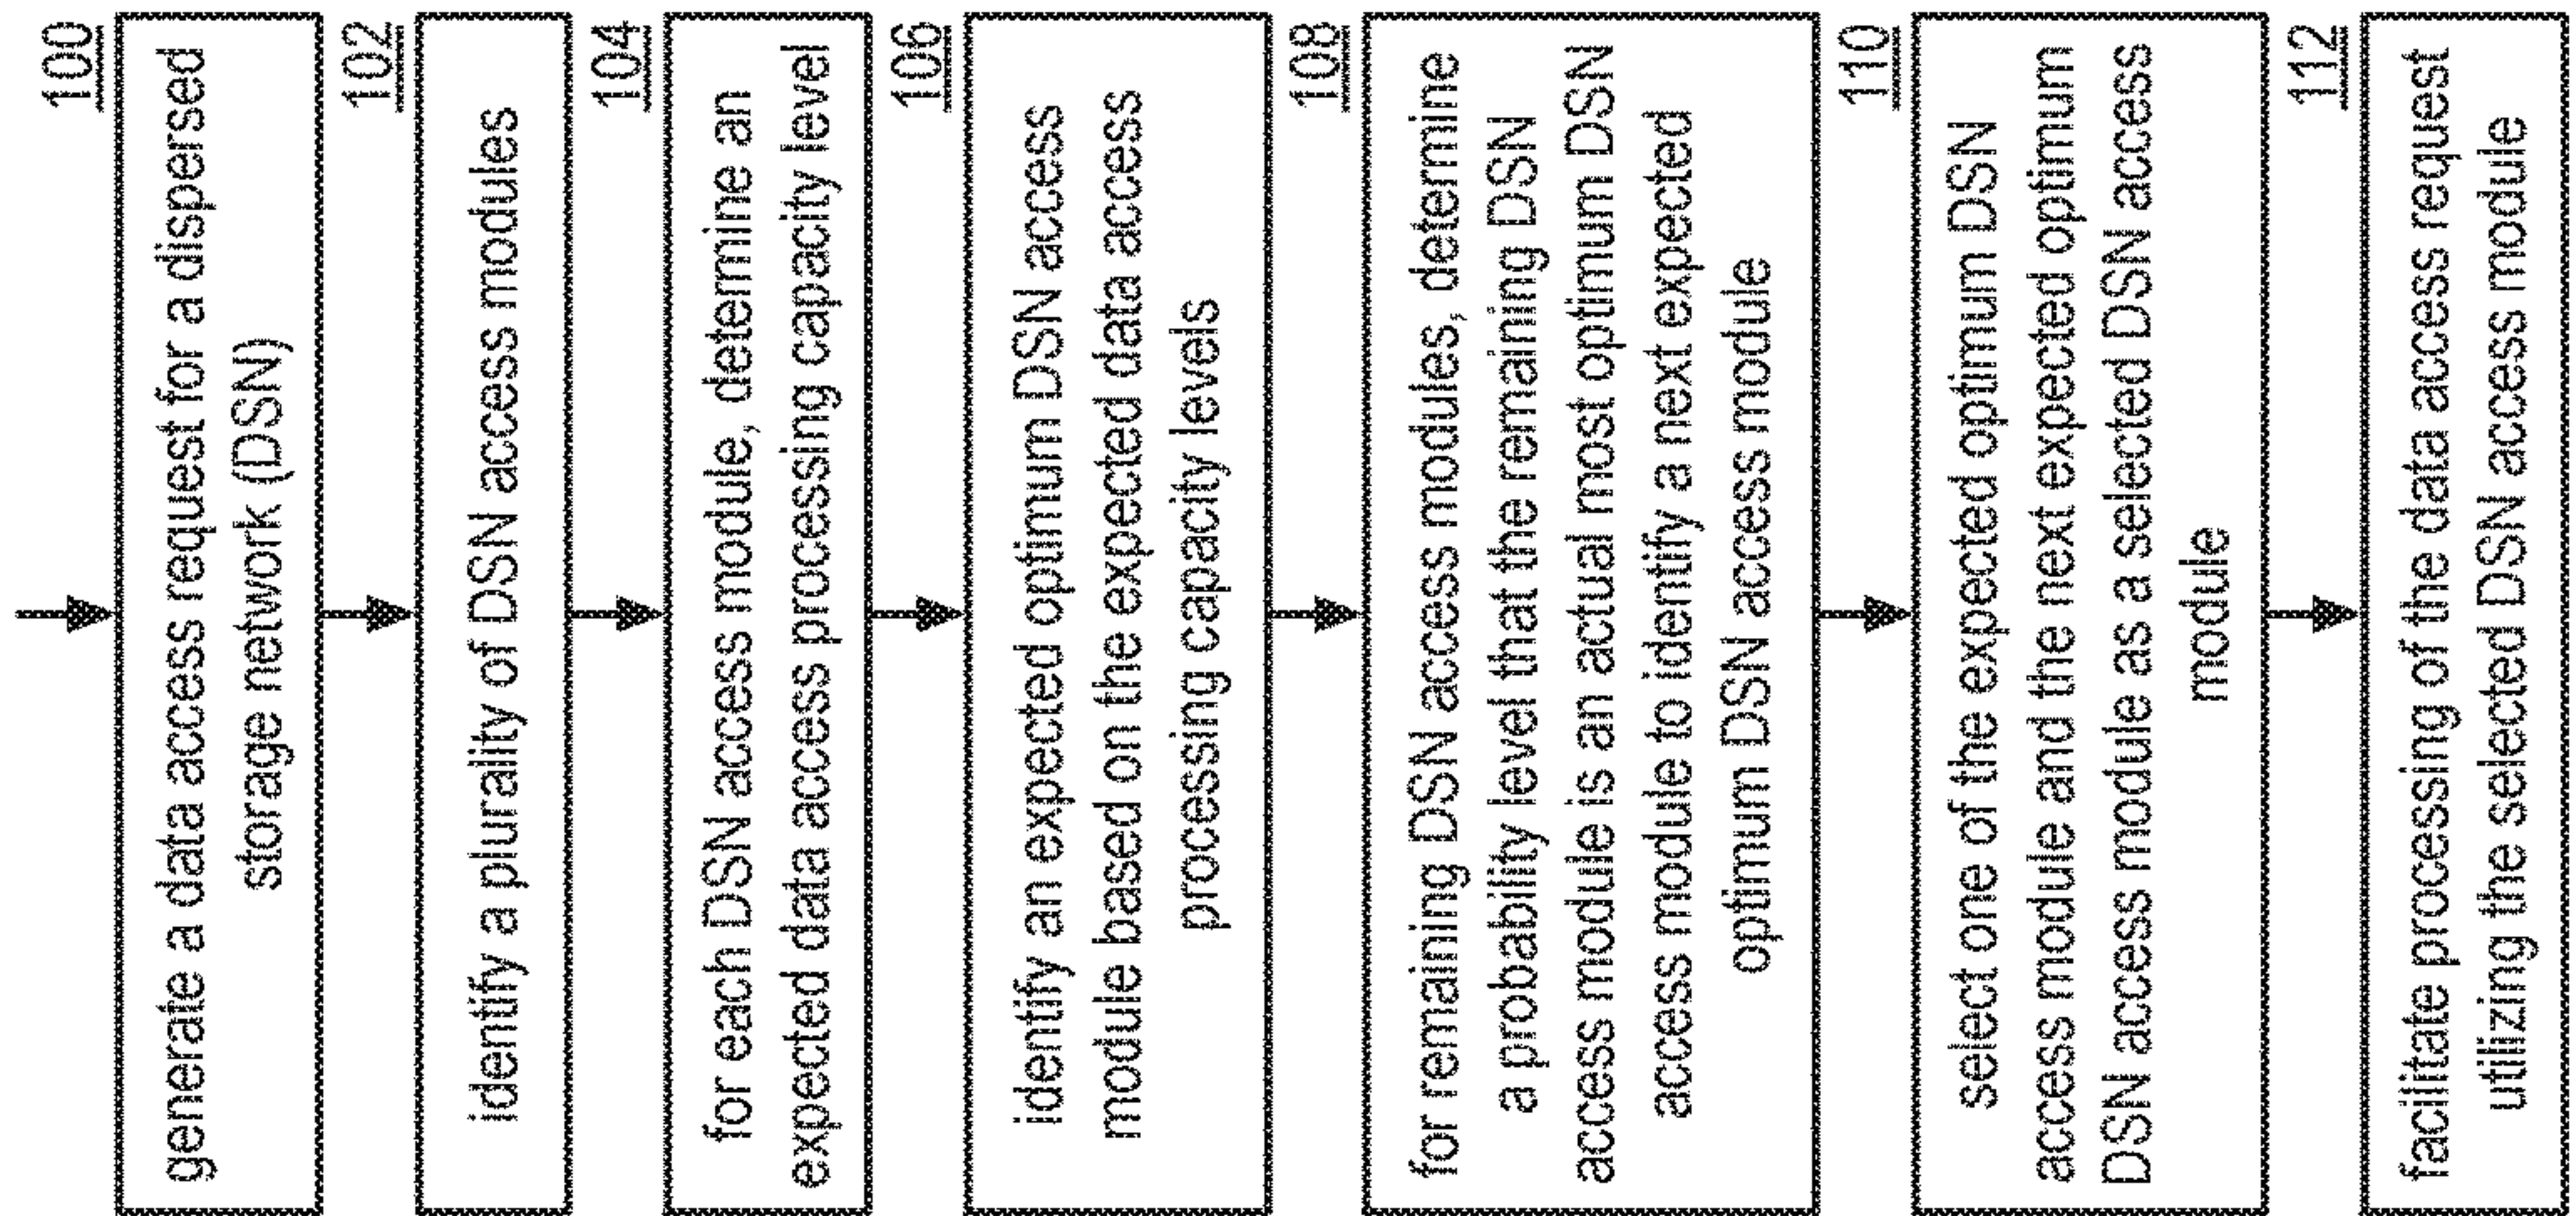 100
generate a data access request for a dispersed
storage network (DSN)
102
identify a plurality of DSN access modules
104
for each DSN access module, determine an
expected data access processing capacity level
106
identify an expected optimum DSN access
module based on the expected data access
processing capacity levels
108
for remaining DSN access modules, determine
a probability level that the remaining DSN
access module is an actual most optimum DSN
access module to identify a next expected
optimum DSN access module
110
select one of the expected optimum DSN
access module and the next expected optimum
DSN access module as a selected DSN access
module
112
facilitate processing of the data access request
utilizing the selected DSN access module